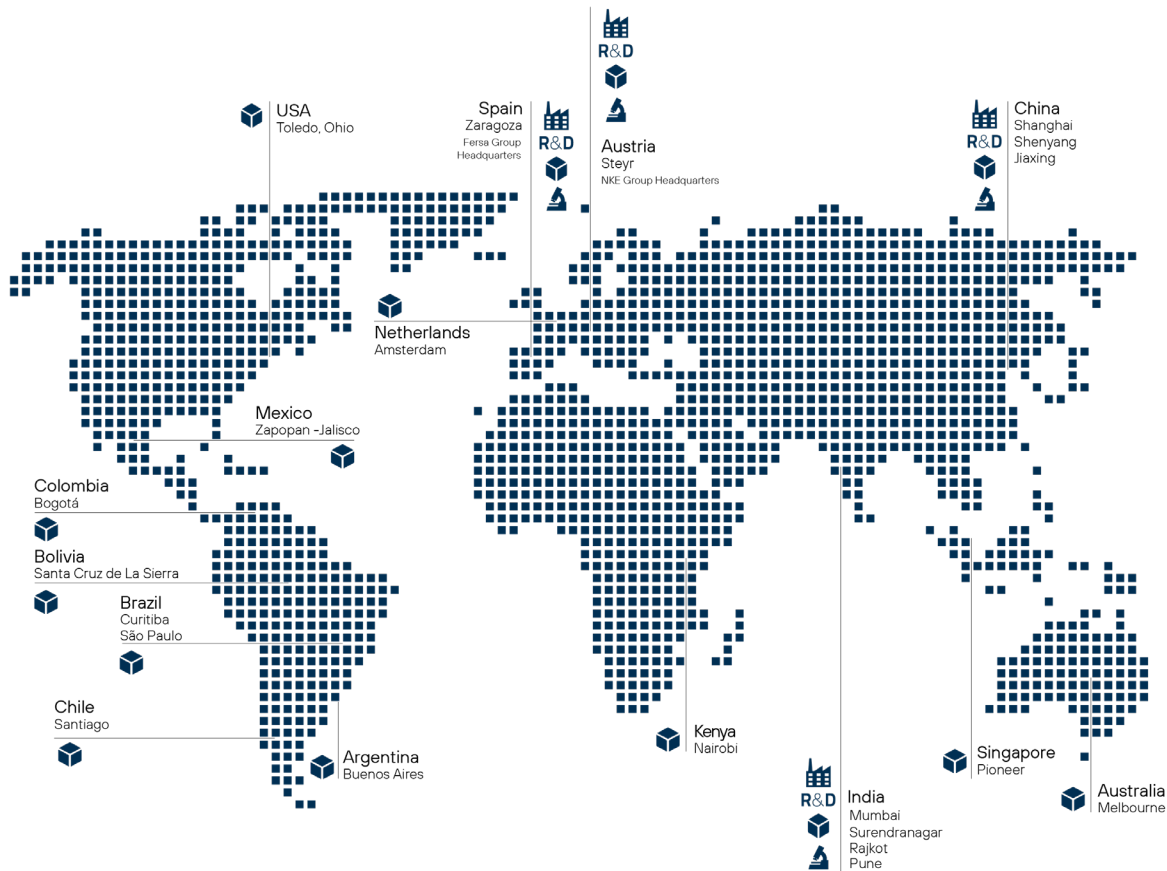 R&D
USA
Toledo, Ohio
Spain
Zaragoza
Fersa Group
Headquarters
R&D
Austria
Steyr
NKE Group Headquarters
China
Shanghai
Shenyang
Jiaxing
R&D
Netherlands
Amsterdam
Mexico
Zapopan -Jalisco
Colombia
Bogotá
Bolivia
Santa Cruz de La Sierra
Brazil
Curitiba
São Paulo
Chile
Santiago
Argentina
Buenos Aires
Kenya
Nairobi
R&D
India
Mumbai
Surendranagar
Rajkot
Pune
Singapore
Pioneer
Australia
Melbourne